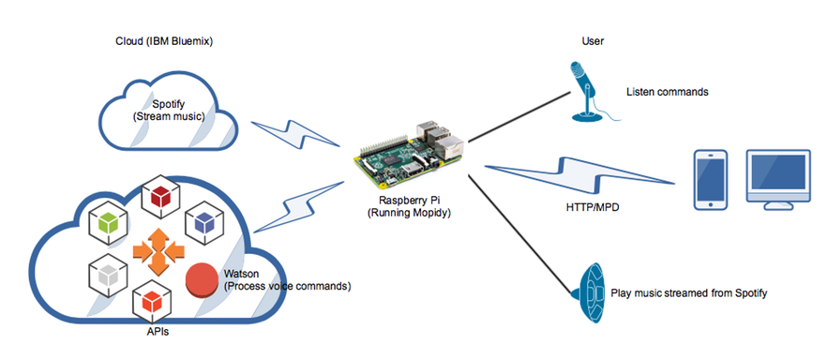 Cloud (IBM Bluemix)
User
Spotify
(Stream music)
Listen commands
Raspberry Pi
(Running Mopidy)
HTTP/MPD
Watson
(Process voice commands)
Play music streamed from Spotify
APIs